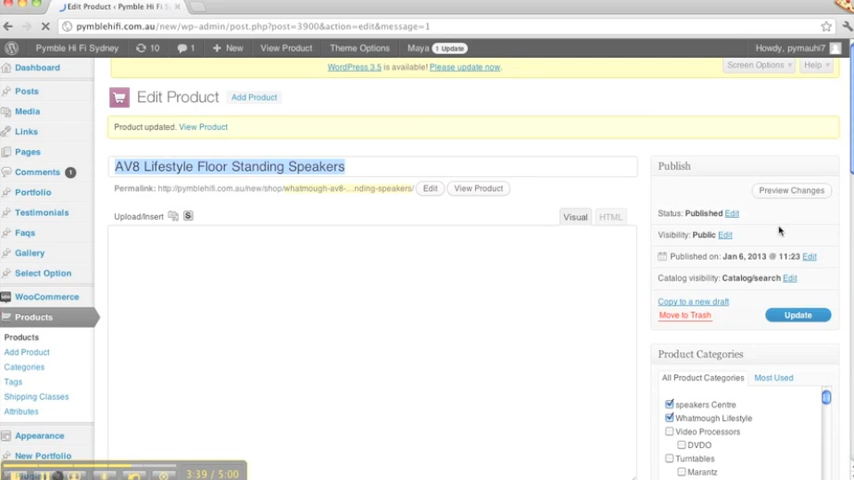 Edit Product ‹ Pymble Hi Fi S
pymblehifi.com.au/new/wp-admin/post.php?post=3900&action=edit&message=1
Pymble Hi Fi Sydney 10 1 + New View Product Theme Options Maya 1 Update Howdy, pymauhi7
WordPress 3.5 is available! Please update now.
Screen Options Help
Dashboard
Posts
Media
Links
Pages
Comments 1
Portfolio
Testimonials
Faqs
Gallery
Select Option
WooCommerce
Products
Products
Add Product
Categories
Tags
Shipping Classes
Attributes
Appearance
New Portfolio
Edit Product Add Product
Product updated. View Product
AV8 Lifestyle Floor Standing Speakers
Permalink: http://pymblehifi.com.au/new/shop/whatmough-av8-...nding-speakers/ Edit View Product
Upload/Insert S Visual HTML
Publish
Preview Changes
Status: Published Edit
Visibility: Public Edit
Published on: Jan 6, 2013 @ 11:23 Edit
Catalog visibility: Catalog/search Edit
Copy to a new draft
Move to Trash Update
Product Categories
All Product Categories Most Used
speakers Centre
Whatmough Lifestyle
Video Processors
DVDO
Turntables
Marantz
3:39 / 5:00